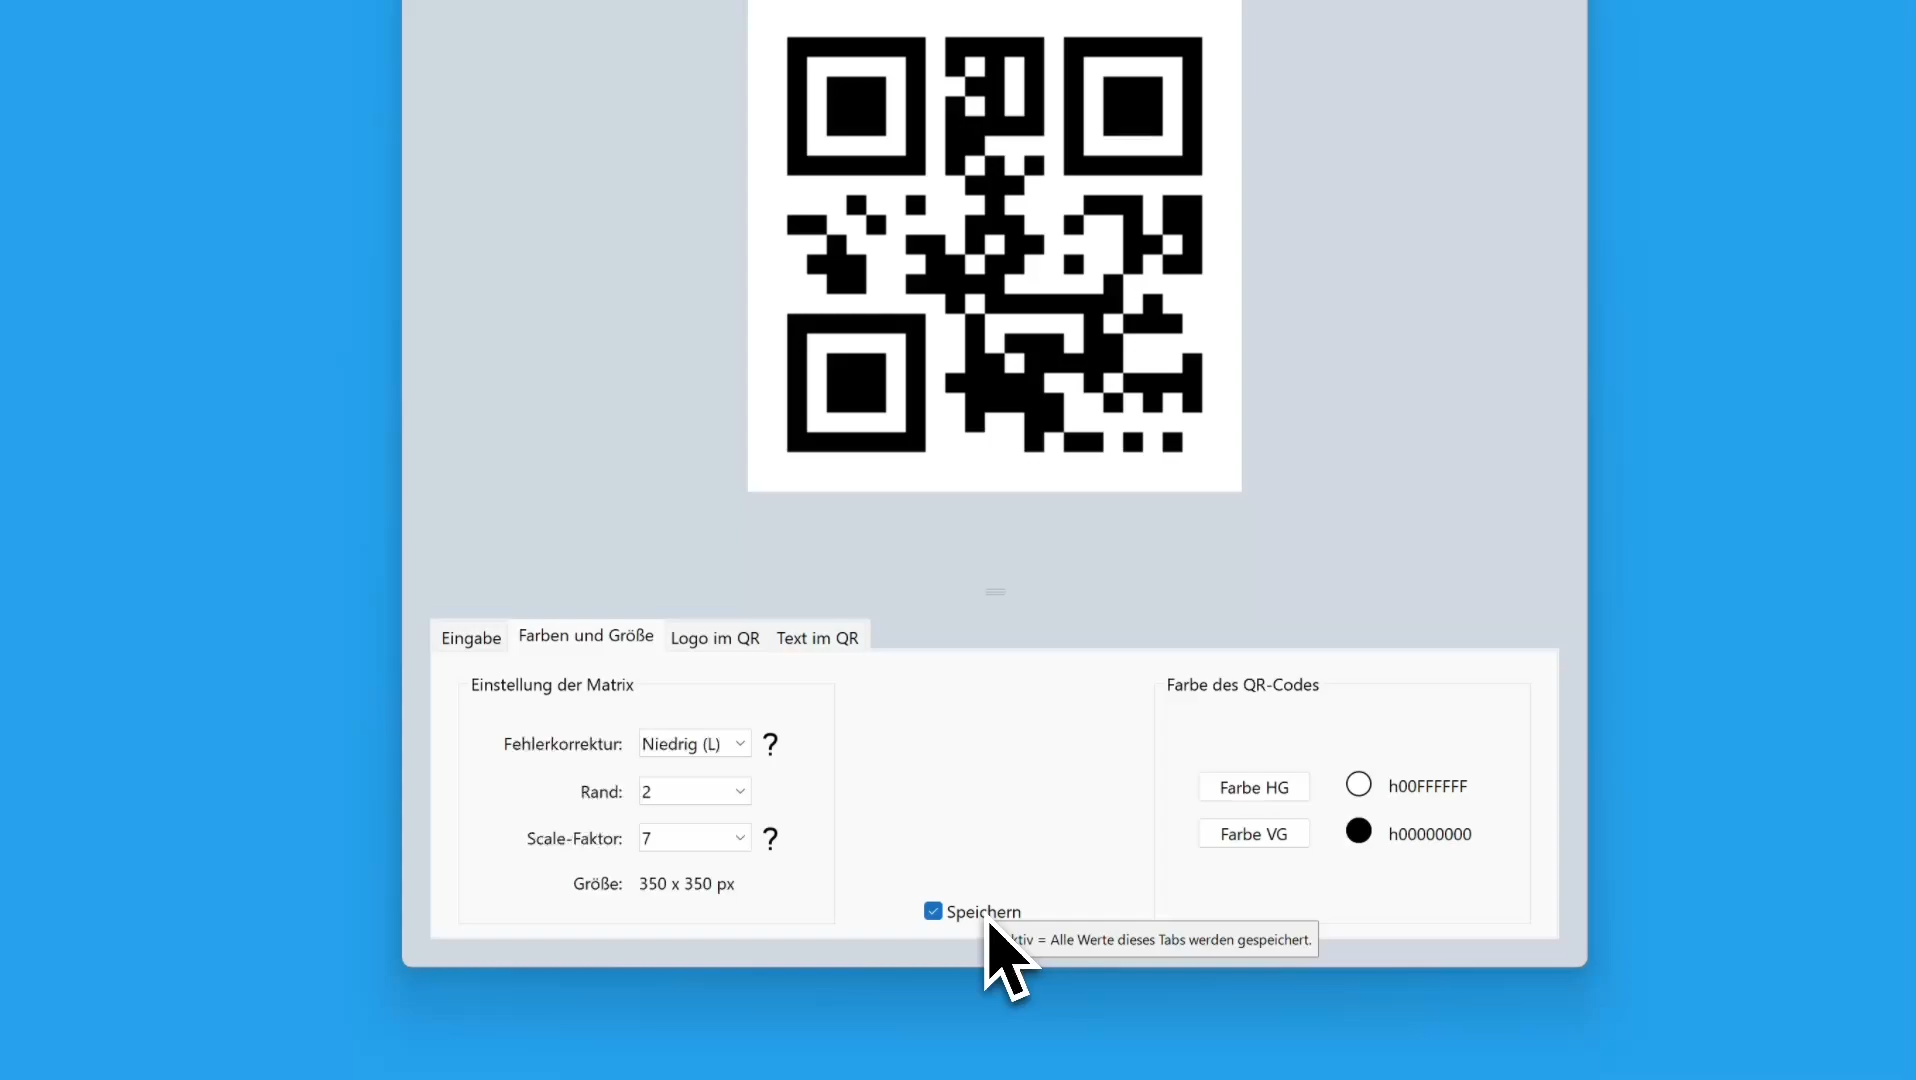 Eingabe Farben und Größe Logo im QR Text im QR
Einstellung der Matrix
Fehlerkorrektur: Niedrig (L) ?
Rand: 2
Scale-Faktor: 7 ?
Größe: 350 x 350 px
Speichern
= Alle Werte dieses Tabs werden gespeichert.
Farbe des QR-Codes
Farbe HG h00FFFFFF
Farbe VG h00000000